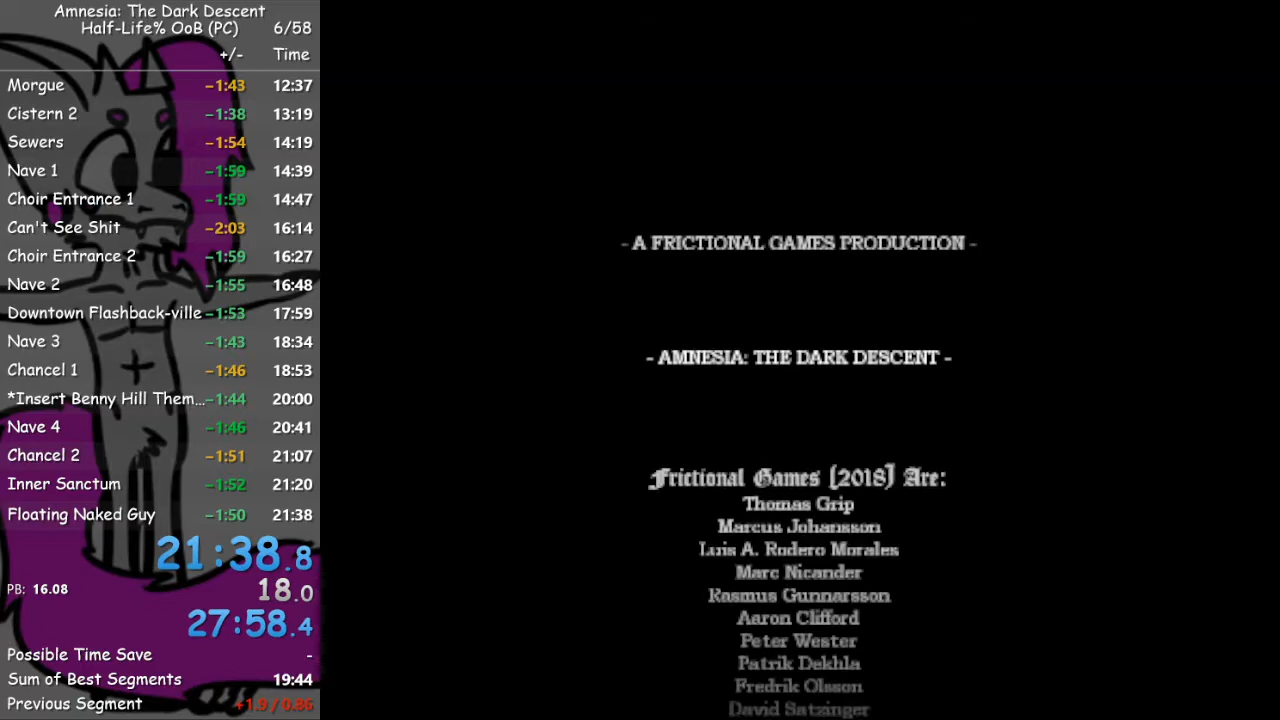 Amnesia: The Dark Descent
Half-Life% OoB (PC) 6/58
+/- Time
Morgue -1:43 12:37
Cistern 2 -1:38 13:19
Sewers -1:54 14:19
Nave 1 -1:59 14:39
Choir Entrance 1 -1:59 14:47
Can't See Shit -2:03 16:14
Choir Entrance 2 -1:59 16:27
Nave 2 -1:55 16:48
Downtown Flashback-ville -1:53 17:59
Nave 3 -1:43 18:34
Chancel 1 -1:46 18:53
*Insert Benny Hill Them... -1:44 20:00
Nave 4 -1:46 20:41
Chancel 2 -1:51 21:07
Inner Sanctum -1:52 21:20
Floating Naked Guy -1:50 21:38
21:38.8
PB: 16.08 18.0
27:58.4
Possible Time Save -
Sum of Best Segments 19:44
Previous Segment +1.9 / 0.86
- A FRICTIONAL GAMES PRODUCTION -
- AMNESIA: THE DARK DESCENT -
Frictional Games [2018] Are:
Thomas Grip
Marcus Johansson
Luis A. Rodero Morales
Marc Nicander
Rasmus Gunnarsson
Aaron Clifford
Peter Wester
Patrik Dekhla
Fredrik Olsson
David Satzinger